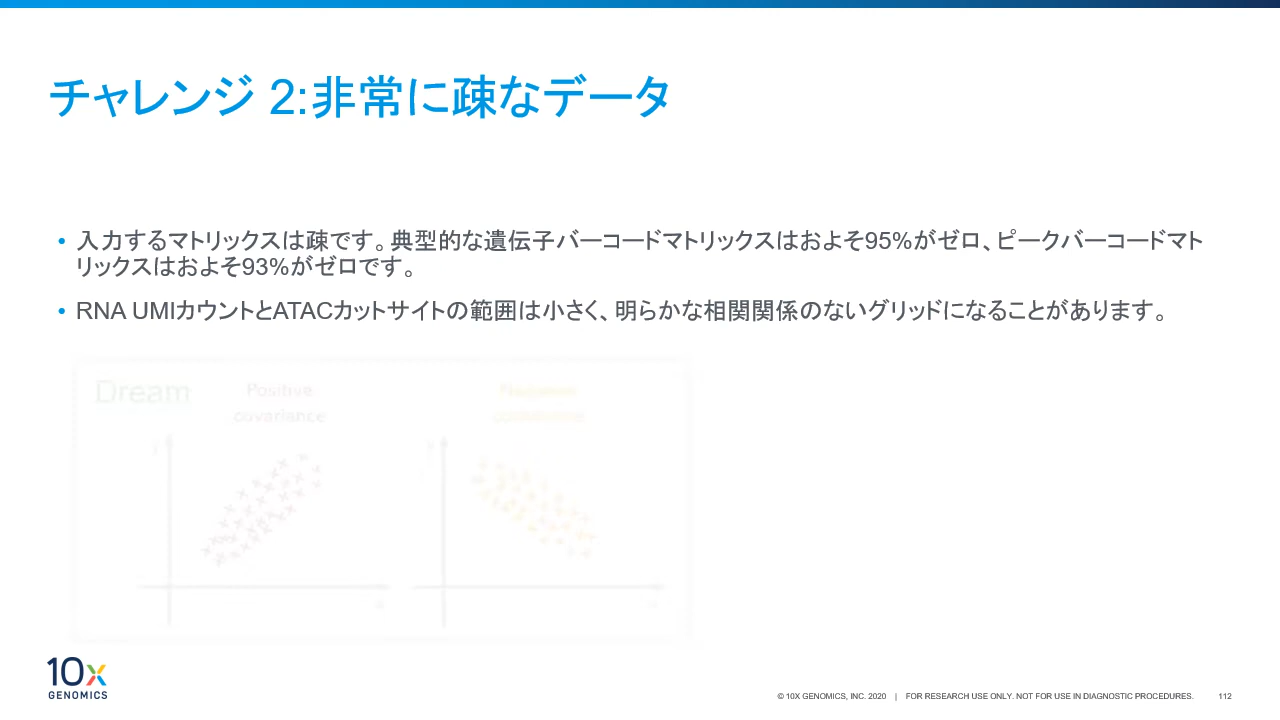 チャレンジ 2:非常に疎なデータ
• 入力するマトリックスは疎です。典型的な遺伝子バーコードマトリックスはおよそ95%がゼロ、ピークバーコードマト
リックスはおよそ93%がゼロです。
• RNA UMIカウントとATACカットサイトの範囲は小さく、明らかな相関関係のないグリッドになることがあります。
Dream
Positive
covariance
10x
GENOMICS
© 10X GENOMICS, INC. 2020 | FOR RESEARCH USE ONLY. NOT FOR USE IN DIAGNOSTIC PROCEDURES. 112